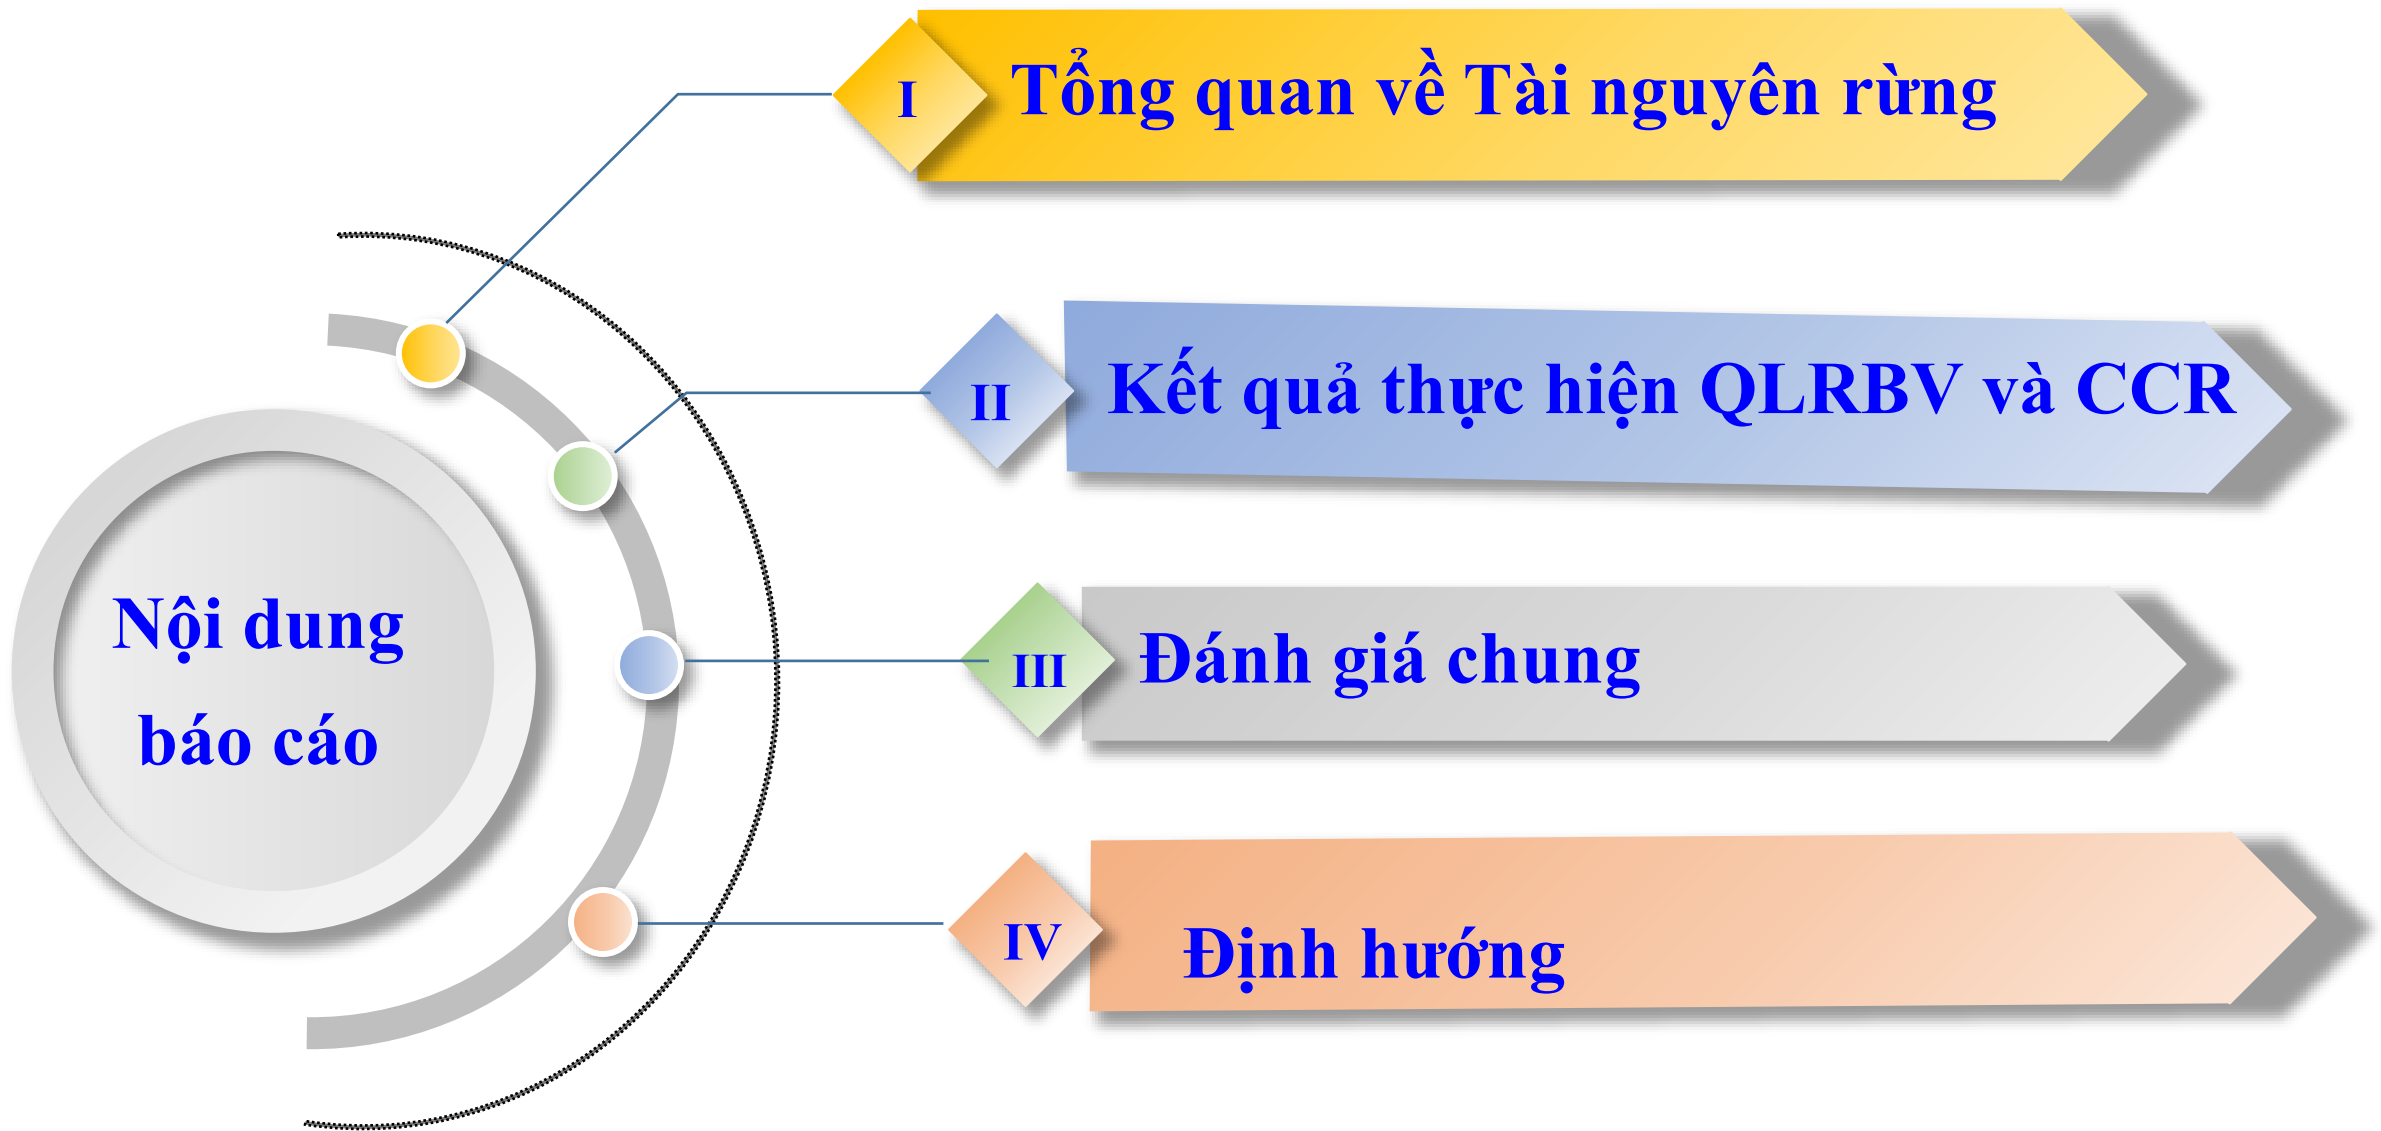 I
Tổng quan về Tài nguyên rừng
II
Kết quả thực hiện QLRBV và CCR
Nội dung
báo cáo
III
Đánh giá chung
IV
Định hướng